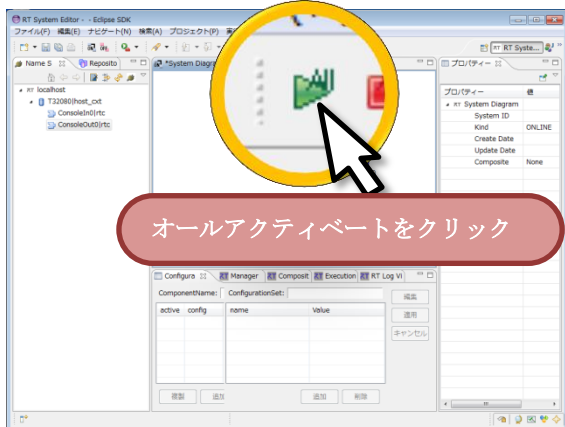 RT System Editor - - Eclipse SDK
ファイル(F) 編集(E) ナビゲート(N) 検索(A) プロジェクト(P)
RT Syste...
Name S
Reposito
*System Diagr
プロパティー
RT localhost
T32080|host_cxt
ConsoleIn0|rtc
ConsoleOut0|rtc
プロパティー 値
RT System Diagram
System ID
Kind ONLINE
Create Date
Update Date
Composite None
オールアクティベートをクリック
Configura
Manager
Composit
Execution
RT Log Vi
ComponentName:
ConfigurationSet:
編集
active config
name Value
適用
キャンセル
複製
追加
追加
削除